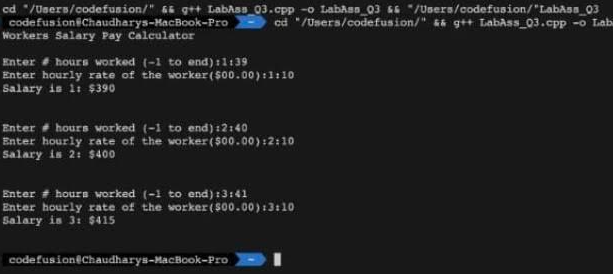 cd "/Users/codefusion/" && g++ LabAss_Q3.cpp -o LabAss_Q3 && "/Users/codefusion/"LabAss_Q3
codefusion@Chaudharys-MacBook-Pro ~ cd "/Users/codefusion/" && g++ LabAss_Q3.cpp -o Lab
Workers Salary Pay Calculator
Enter # hours worked (-1 to end):1:39
Enter hourly rate of the worker($00.00):1:10
Salary is 1: $390
Enter # hours worked (-1 to end):2:40
Enter hourly rate of the worker($00.00):2:10
Salary is 2: $400
Enter # hours worked (-1 to end):3:41
Enter hourly rate of the worker($00.00):3:10
Salary is 3: $415
codefusion@Chaudharys-MacBook-Pro ~